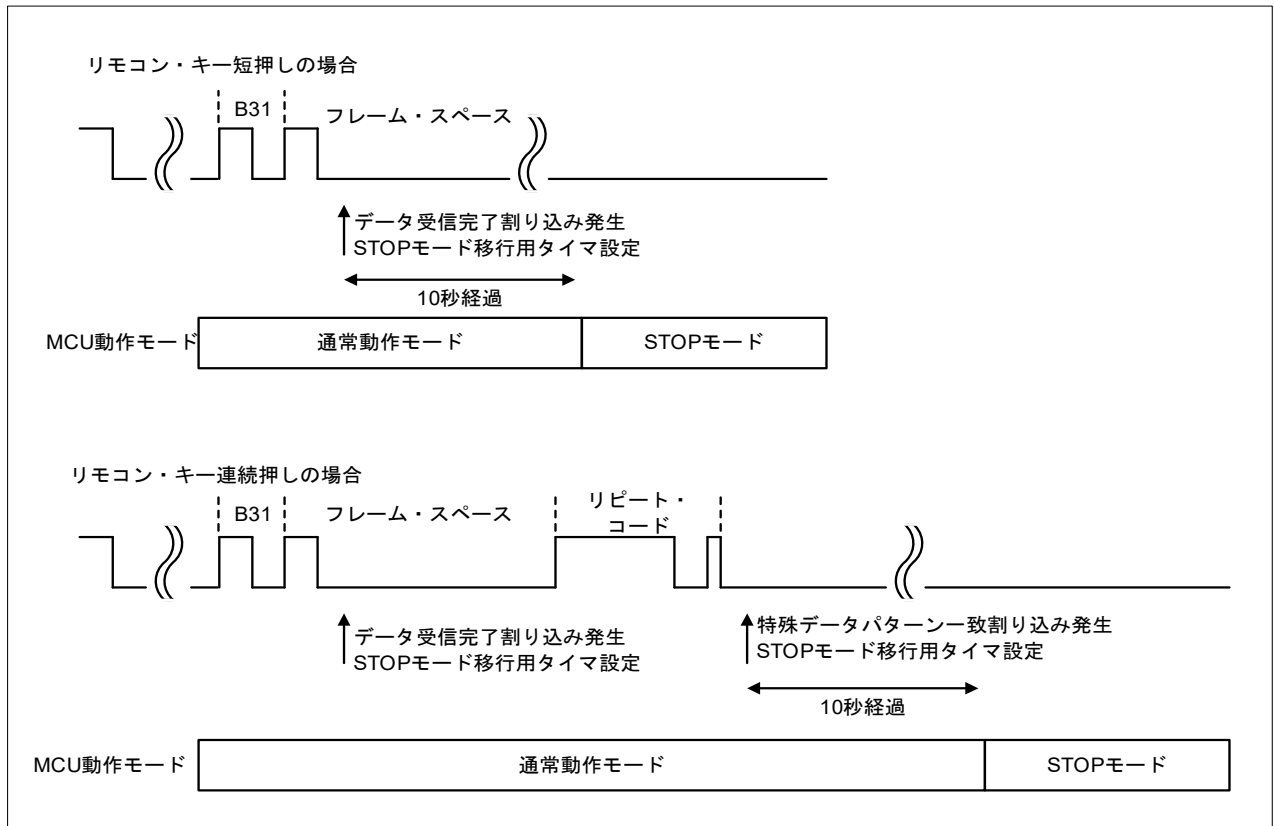 リモコン・キー短押しの場合
B31
フレーム・スペース
データ受信完了割り込み発生
STOPモード移行用タイマ設定
10秒経過
MCU動作モード
通常動作モード
STOPモード
リモコン・キー連続押しの場合
B31
フレーム・スペース
リピート・
コード
データ受信完了割り込み発生
STOPモード移行用タイマ設定
特殊データパターン一致割り込み発生
STOPモード移行用タイマ設定
10秒経過
MCU動作モード
通常動作モード
STOPモード